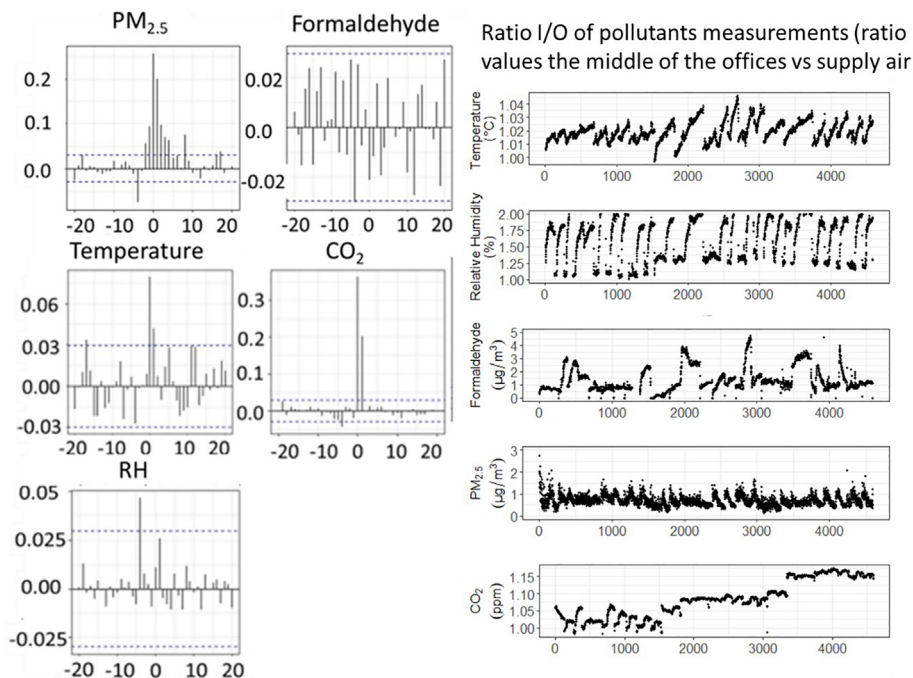 PM2.5
0.2
0.1
0.0
-20 -10 0 10 20
Formaldehyde
0.02
0.0
-0.02
-20 -10 0 10 20
Temperature
0.06
0.03
0.00
-0.03
-20 -10 0 10 20
CO2
0.3
0.2
0.1
0.0
-20 -10 0 10 20
RH
0.05
0.025
0.00
-0.025
-20 -10 0 10 20
Ratio I/O of pollutants measurements (ratio
values the middle of the offices vs supply air
Temperature
(°C)
1.04
1.03
1.02
1.01
1.00
0 1000 2000 3000 4000
Relative Humidity
(%)
2.00
1.75
1.50
1.25
1.00
0 1000 2000 3000 4000
Formaldehyde
(µg/m³)
5
4
3
2
1
0
0 1000 2000 3000 4000
PM2.5
(µg/m³)
3
2
1
0
0 1000 2000 3000 4000
CO2
(ppm)
1.15
1.10
1.05
1.00
0 1000 2000 3000 4000